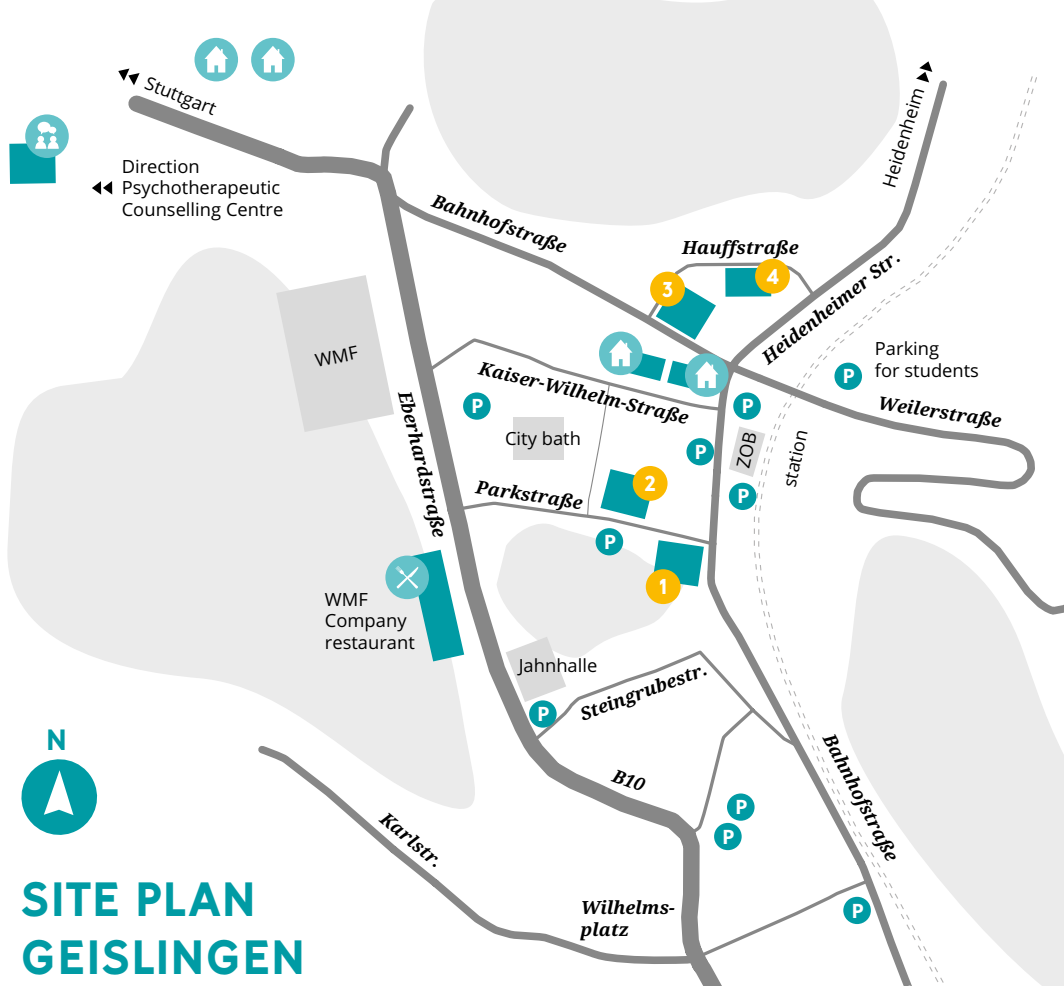 Stuttgart
Direction
Psychotherapeutic
Counselling Centre
Heidenheim
Bahnhofstraße
Hauffstraße
3
4
Heidenheimer Str.
WMF
Kaiser-Wilhelm-Straße
Parking
for students
P
Weilerstraße
P
P
Eberhardstraße
City bath
P
ZOB
station
2
P
Parkstraße
P
1
WMF
Company
restaurant
Jahnhalle
Steingrubestr.
P
N
B10
Bahnhofstraße
P
P
Karlstr.
Wilhelms-
platz
P
SITE PLAN
GEISLINGEN